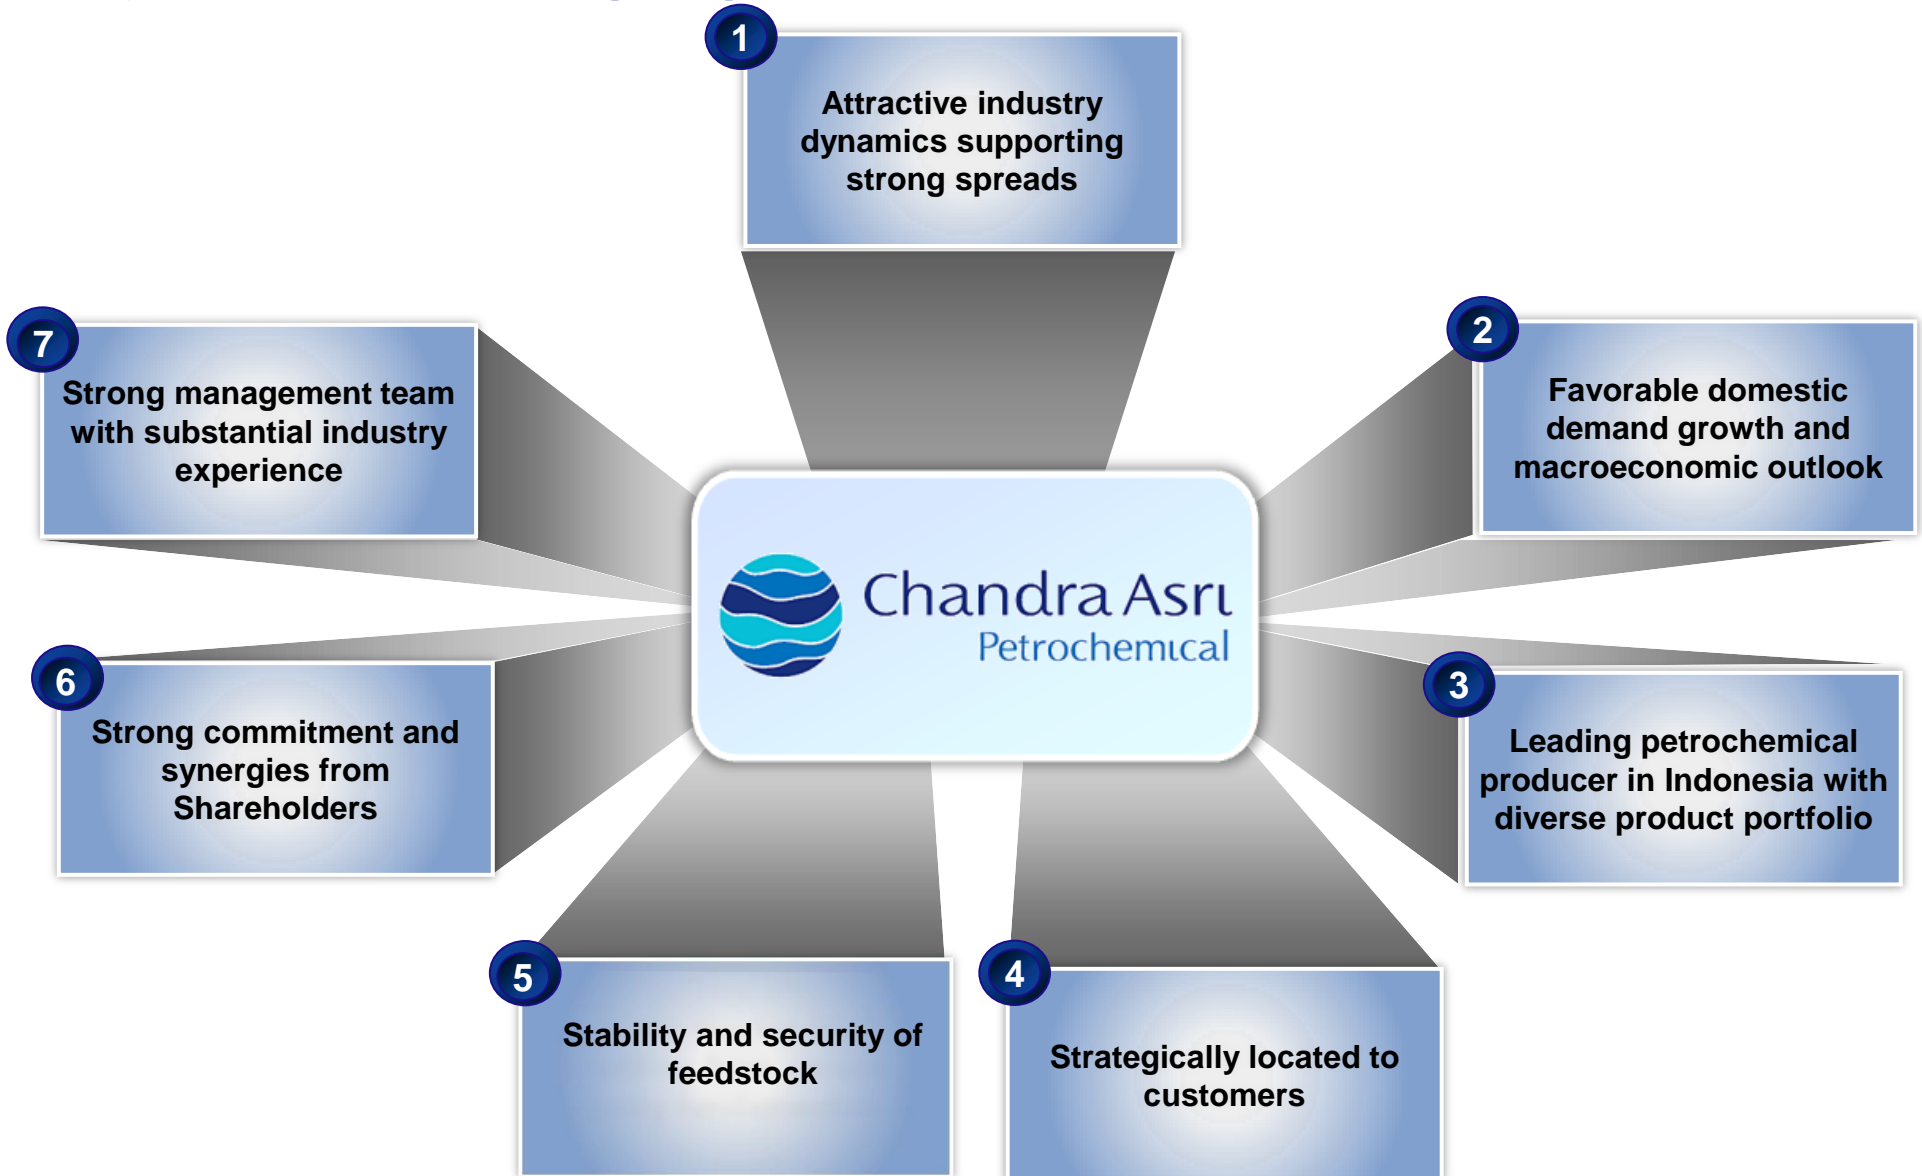 1
Attractive industry
dynamics supporting
strong spreads
2
Favorable domestic
demand growth and
macroeconomic outlook
3
Leading petrochemical
producer in Indonesia with
diverse product portfolio
4
Strategically located to
customers
5
Stability and security of
feedstock
6
Strong commitment and
synergies from
Shareholders
7
Strong management team
with substantial industry
experience
Chandra Asri
Petrochemical